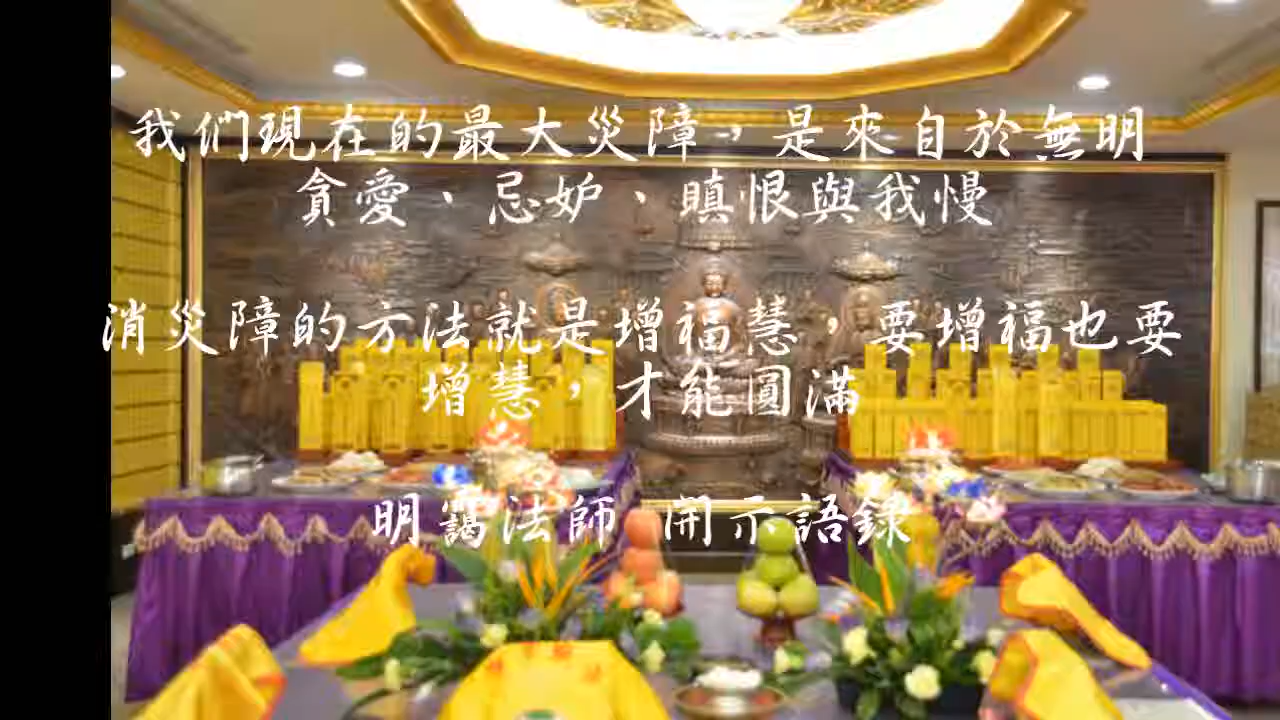 我們現在的最大災障，是來自於無明
貪愛、忌妒、瞋恨與我慢
消災障的方法就是增福慧，要增福也要
增慧，才能圓滿
明靄法師 開示語錄